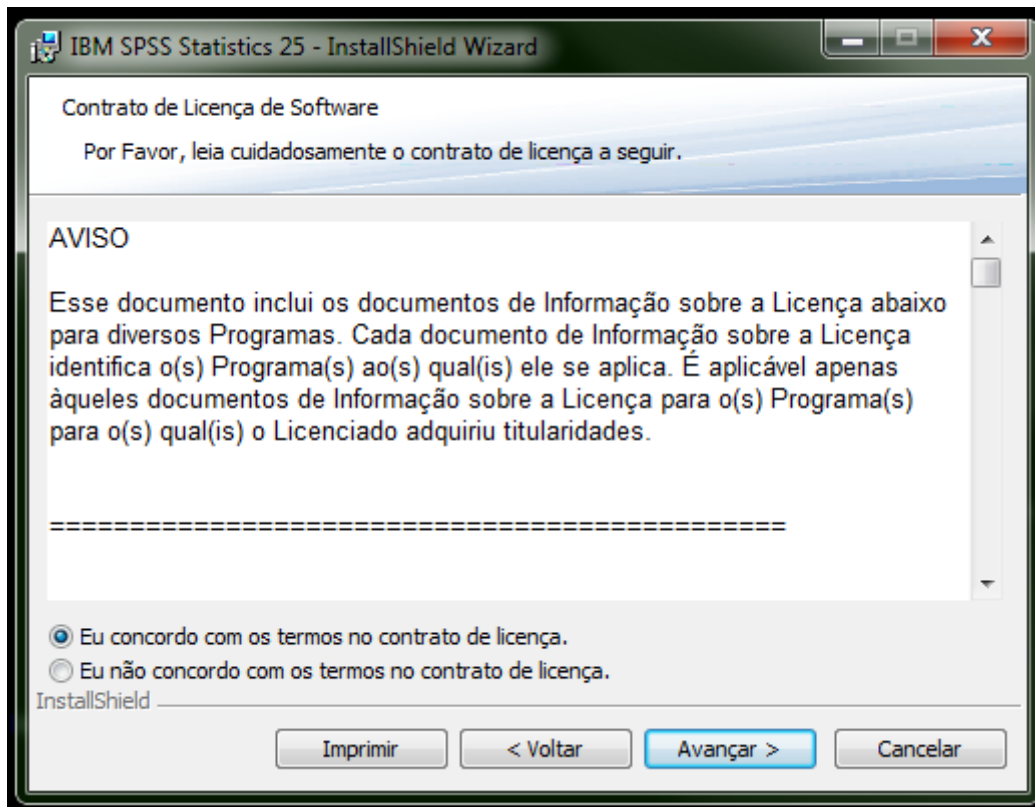 IBM SPSS Statistics 25 - InstallShield Wizard
Contrato de Licença de Software
Por Favor, leia cuidadosamente o contrato de licença a seguir.
AVISO
Esse documento inclui os documentos de Informação sobre a Licença abaixo
para diversos Programas. Cada documento de Informação sobre a Licença
identifica o(s) Programa(s) ao(s) qual(is) ele se aplica. É aplicável apenas
àqueles documentos de Informação sobre a Licença para o(s) Programa(s)
para o(s) qual(is) o Licenciado adquiriu titularidades.
==============================================
Eu concordo com os termos no contrato de licença.
Eu não concordo com os termos no contrato de licença.
InstallShield
Imprimir < Voltar Avançar > Cancelar